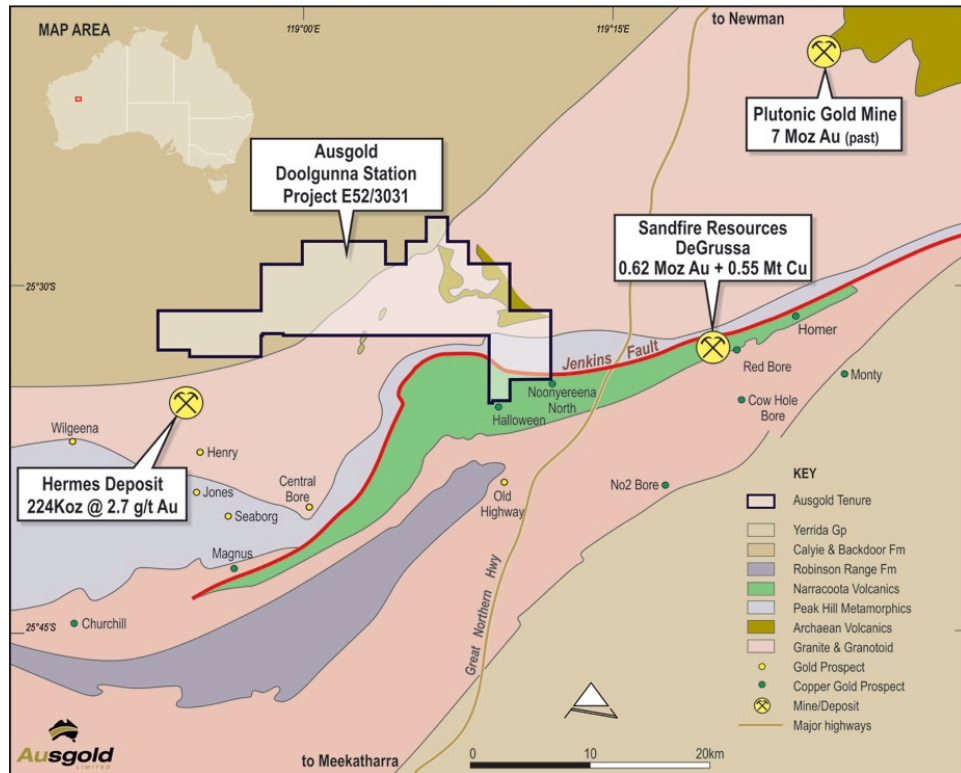 MAP AREA
119°00'E
119°15'E
to Newman
Plutonic Gold Mine
7 Moz Au (past)
Ausgold
Doolgunna Station
Project E52/3031
Sandfire Resources
DeGrussa
0.62 Moz Au + 0.55 Mt Cu
25°30'S
Jenkins Fault
Homer
Red Bore
Monty
Noonyereena
North
Cow Hole
Bore
Halloween
Wilgeena
Henry
Hermes Deposit
224Koz @ 2.7 g/t Au
Jones
Seaborg
Central
Bore
Old
Highway
No2 Bore
Magnus
Churchill
25°45'S
Great Northern Hwy
KEY
Ausgold Tenure
Yerrida Gp
Calyie & Backdoor Fm
Robinson Range Fm
Narracoota Volcanics
Peak Hill Metamorphics
Archaean Volcanics
Granite & Granotoid
Gold Prospect
Copper Gold Prospect
Mine/Deposit
Major highways
Ausgold
LIMITED
to Meekatharra
0
10
20km